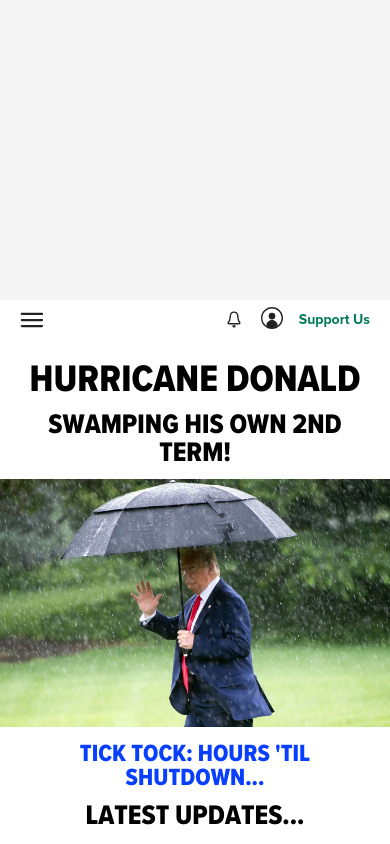 Support Us
HURRICANE DONALD
SWAMPING HIS OWN 2ND
TERM!
TICK TOCK: HOURS 'TIL
SHUTDOWN...
LATEST UPDATES...